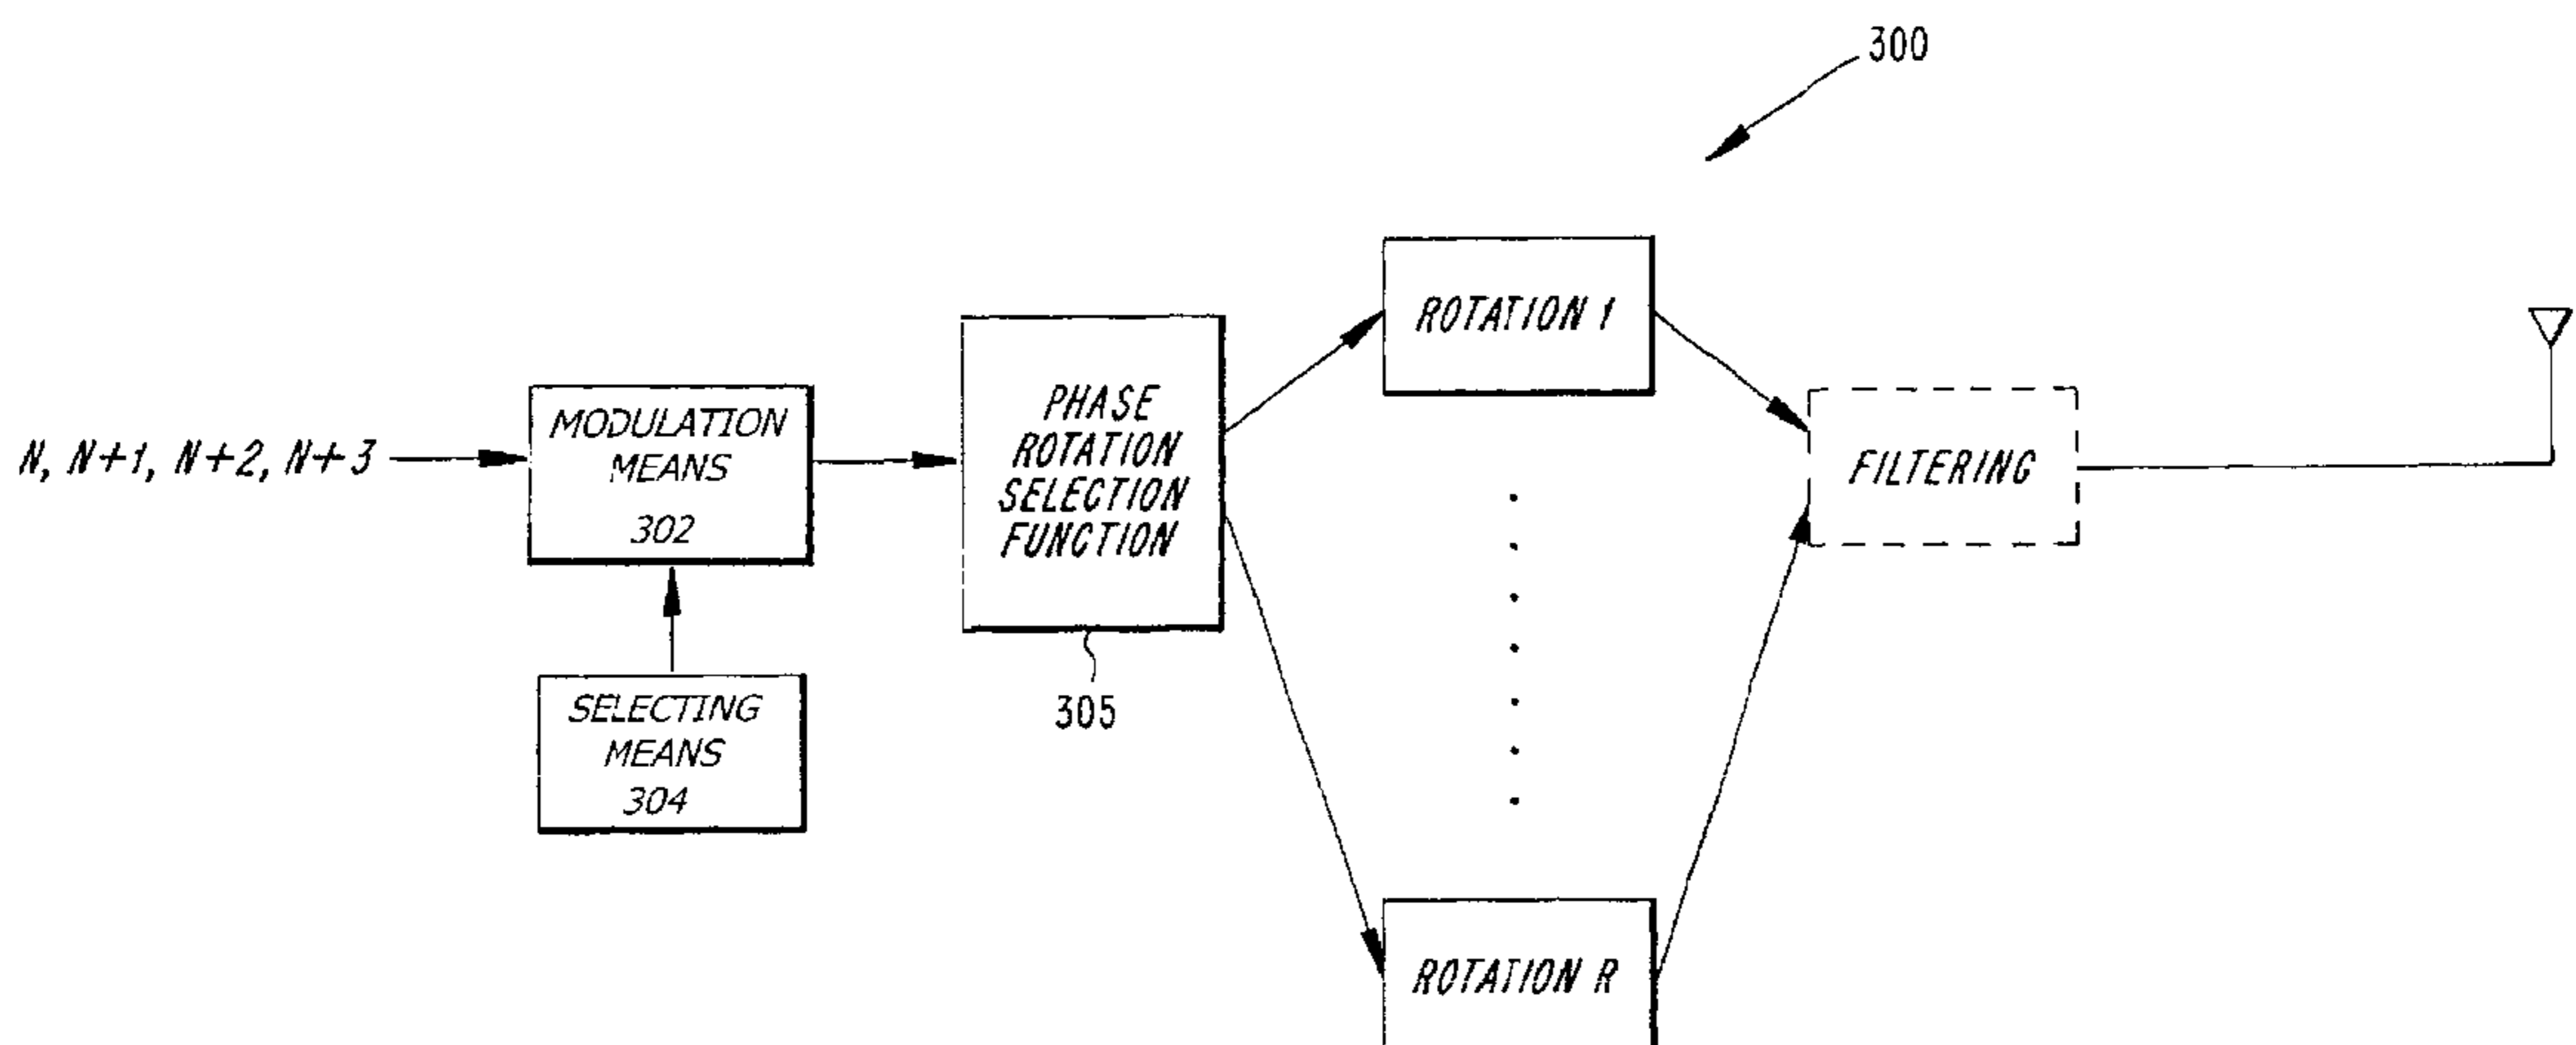 300
ROTATION 1
PHASE
ROTATION
SELECTION
FUNCTION
305
N, N+1, N+2, N+3
MODULATION
MEANS
302
SELECTING
MEANS
304
FILTERING
ROTATION R